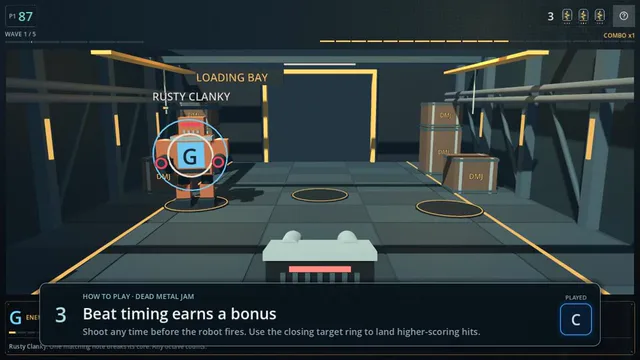 P1 87
3
?
WAVE 1 / 5
COMBO x1
LOADING BAY
RUSTY CLANKY
G
DMJ
DMJ
DMJ
DMJ
HOW TO PLAY · DEAD METAL JAM
PLAYED
3
Beat timing earns a bonus
C
Shoot any time before the robot fires. Use the closing target ring to land higher-scoring hits.
G